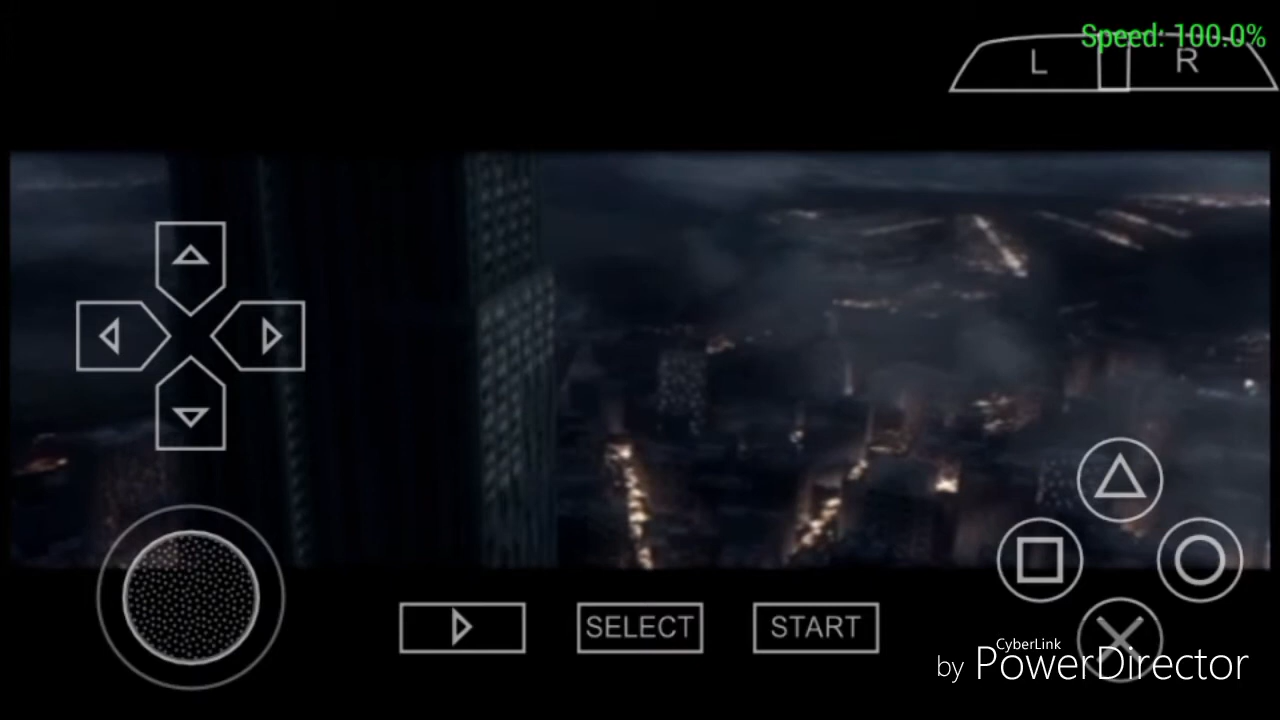 Speed: 100.0%
L R
SELECT START
CyberLink
by PowerDirector